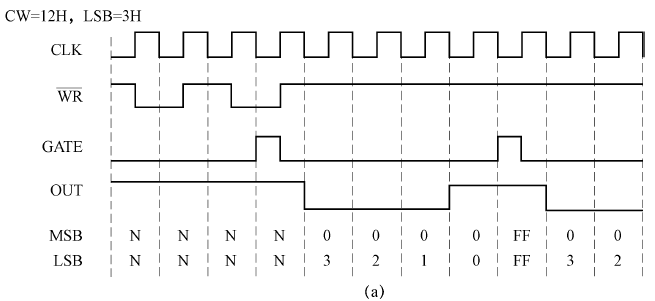 CW=12H，LSB=3H
CLK
WR
GATE
OUT
MSB N N N N 0 0 0 0 FF 0 0
LSB N N N N 3 2 1 0 FF 3 2
(a)